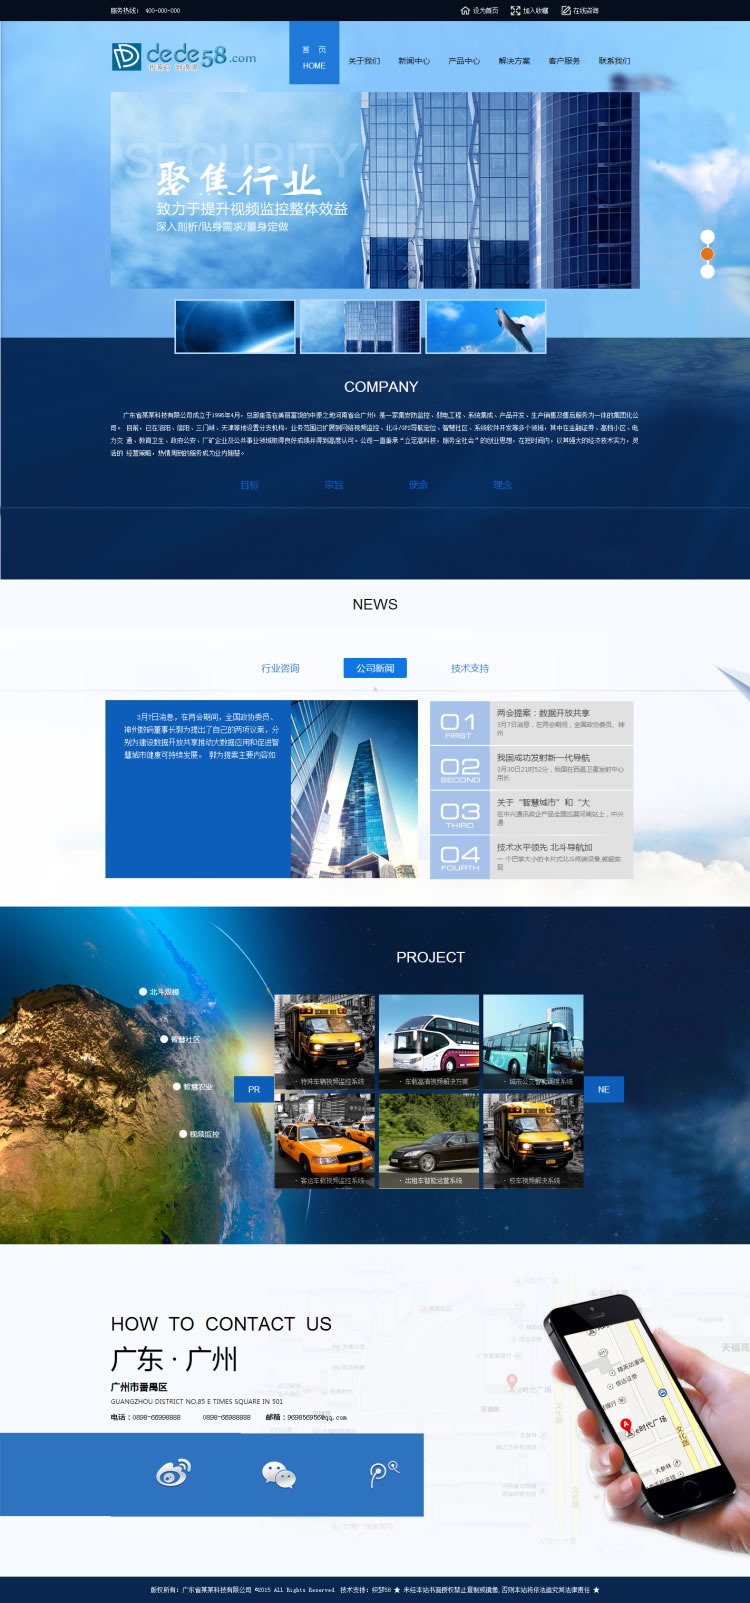 服务热线: 400-000-000
设为首页 加入收藏 在线咨询
dede58.com
首 页
HOME
关于我们 新闻中心 产品中心 解决方案 客户服务 联系我们
SECURITY
聚焦行业
致力于提升视频监控整体效益
深入剖析/贴身需求/量身定做
COMPANY
广东省某某科技有限公司成立于1996年4月，总部座落在美丽富饶的中原之地河南省会广州；是一家集安防监控、弱电工程、系统集成、产品开发、生产销售及售后服务为一体的集团化公
司。 目前，已在洛阳、信阳、三门峡、天津等地设置分支机构，业务范围已扩展到网络视频监控、北斗/GPS导航定位、智慧社区、系统软件开发等多个领域，其中在金融证券、高档小区、电
力交 通、教育卫生、政府公安、厂矿企业及公共事业领域取得良好成绩并得到高度认可。公司一直秉承“立足高科技，服务全社会”的创业思想，在短时间内，以其强大的经济技术实力，灵
活的 经营策略，热情周到的服务成为业内翘楚。
目标 宗旨 使命 理念
NEWS
行业咨询 公司新闻 技术支持
3月7日消息，在两会期间，全国政协委员、
神州数码董事长郭为提出了自己的两项议案，分
别为建设数据开放共享推动大数据应用和促进智
慧城市健康可持续发展。 郭为提案主要内容如
01
FIRST
两会提案：数据开放共享
3月7日消息，在两会期间，全国政协委员、神
州
02
SECOND
我国成功发射新一代导航
3月30日21时52分，我国在西昌卫星发射中心
用长
03
THIRD
关于“智慧城市”和“大
在中兴通讯政企产品全国巡展河南站上，中兴
通
04
FOURTH
技术水平领先 北斗导航加
一个巴掌大小的卡片式北斗终端设备,就能实
现
PROJECT
北斗双模
智慧社区
智慧农业
视频监控
PR
NE
· 特殊车辆视频监控系统
· 车载高清视频解决方案
· 城市公交智能调度系统
· 客运车载视频监控系统
· 出租车智能运营系统
· 校车视频解决系统
HOW TO CONTACT US
广东·广州
广州市番禺区
GUANGZHOU DISTRICT NO.85 E TIMES SQUARE IN 501
电话：0898-66998888 0898-66988888 邮箱：969856956@qq.com
e时代广场
文化路
版权所有：广东省某某科技有限公司 ©2015 All Rights Reserved 技术支持：织梦58 ★ 未经本站书面授权禁止复制或镜像,否则本站将依法追究其法律责任 ★